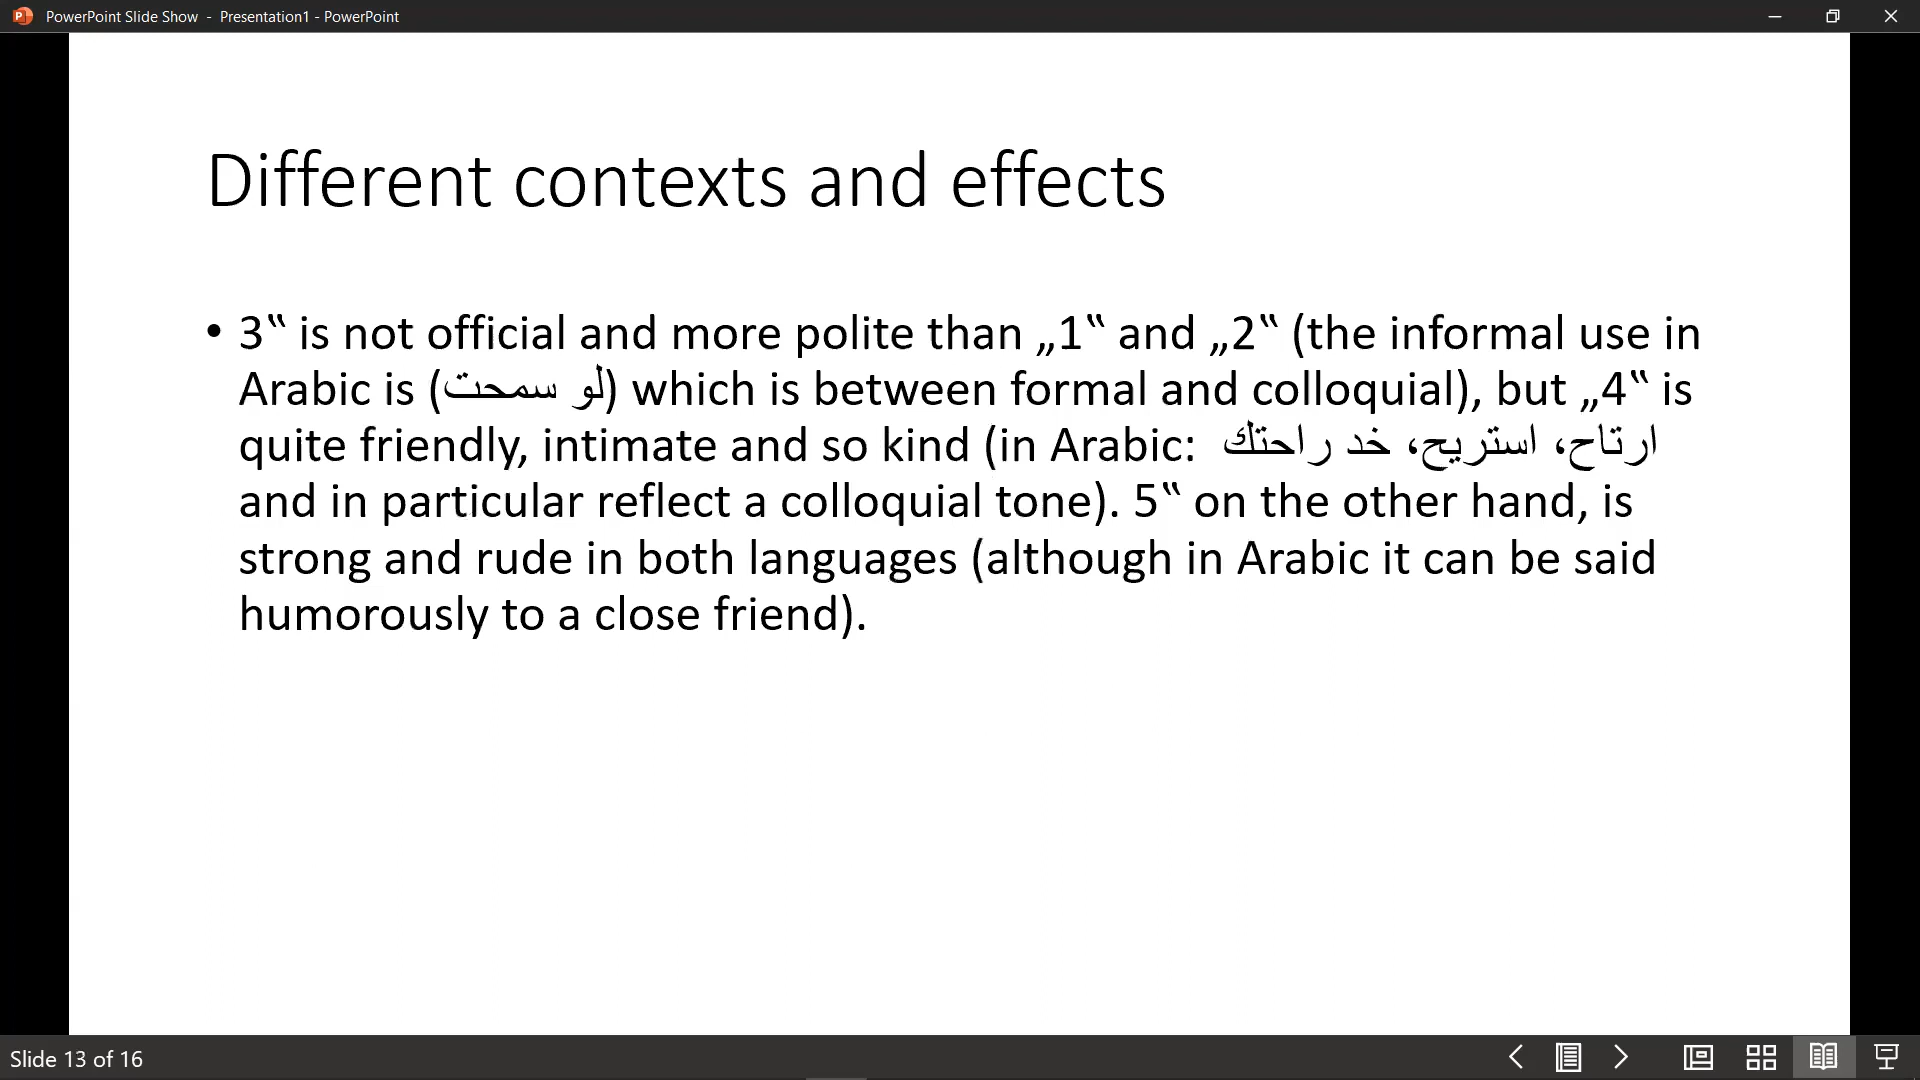 PowerPoint Slide Show - Presentation1 - PowerPoint
Different contexts and effects
• 3‟ is not official and more polite than „1‟ and „2‟ (the informal use in
Arabic is (لو سمحت) which is between formal and colloquial), but „4‟ is
quite friendly, intimate and so kind (in Arabic: ارتاح، استريح، خد راحتك
and in particular reflect a colloquial tone). 5‟ on the other hand, is
strong and rude in both languages (although in Arabic it can be said
humorously to a close friend).
Slide 13 of 16